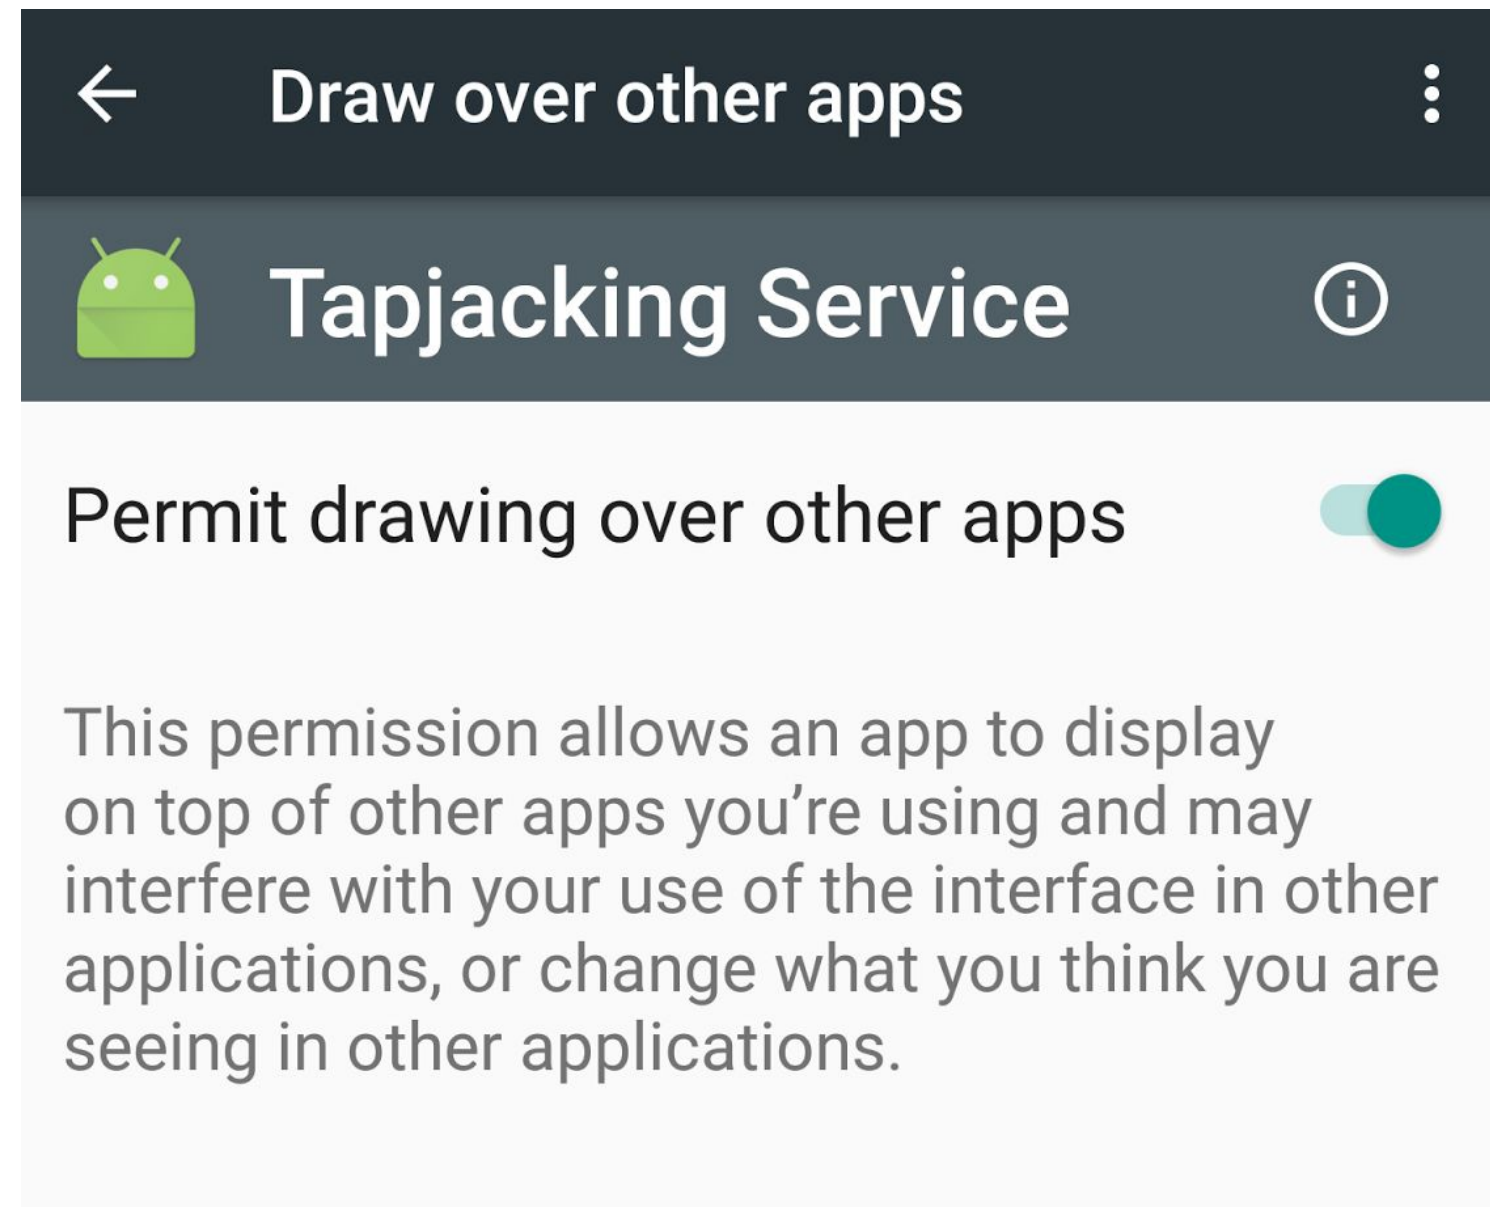 Draw over other apps
Tapjacking Service
Permit drawing over other apps
This permission allows an app to display
on top of other apps you’re using and may
interfere with your use of the interface in other
applications, or change what you think you are
seeing in other applications.